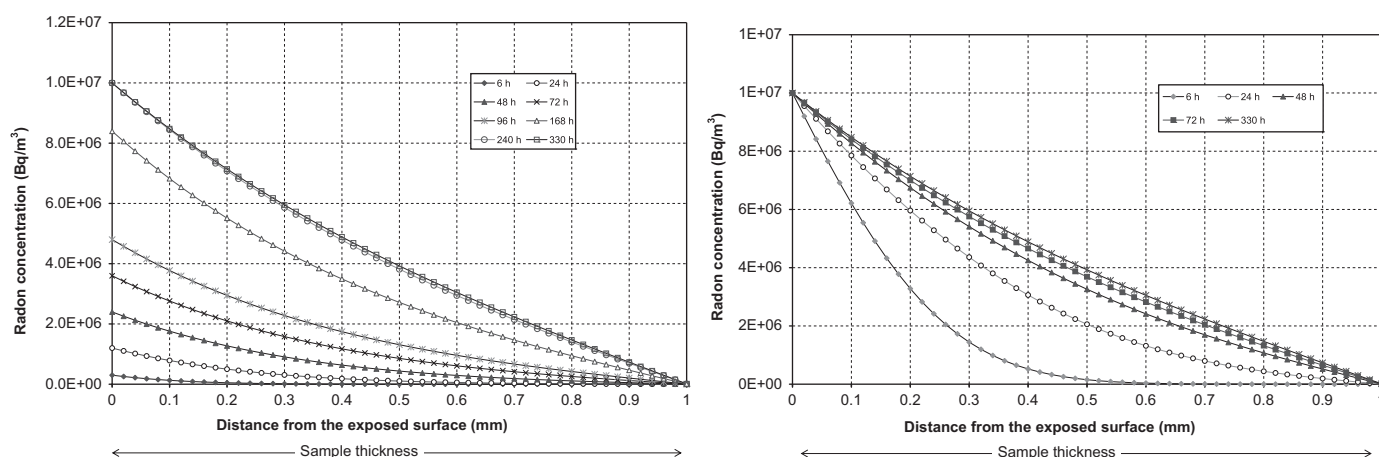 1.2E+07
1.0E+07
8.0E+06
6.0E+06
4.0E+06
2.0E+06
0.0E+00
Radon concentration (Bq/m³)
6 h 24 h
48 h 72 h
96 h 168 h
240 h 330 h
0 0.1 0.2 0.3 0.4 0.5 0.6 0.7 0.8 0.9 1
Distance from the exposed surface (mm)
Sample thickness
1E+07
1E+07
8E+06
6E+06
4E+06
2E+06
0E+00
Radon concentration (Bq/m³)
6 h 24 h 48 h
72 h 330 h
0 0.1 0.2 0.3 0.4 0.5 0.6 0.7 0.8 0.9 1
Distance from the exposed surface (mm)
Sample thickness